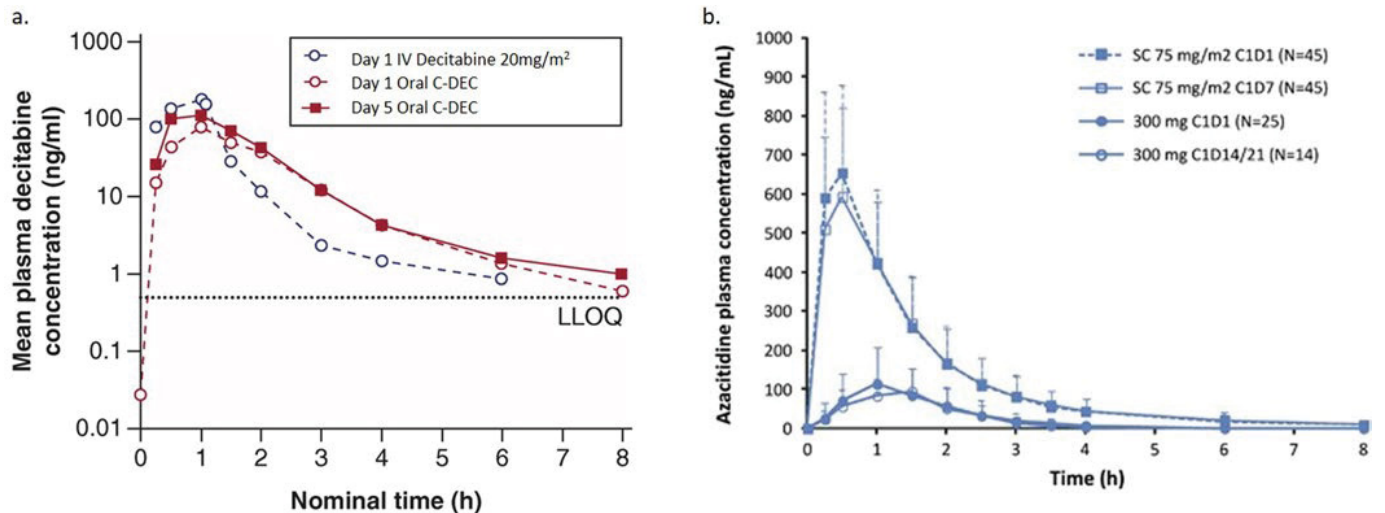 a.
1000
100
10
1
0.1
0.01
Mean plasma decitabine
concentration (ng/ml)
Day 1 IV Decitabine 20mg/m²
Day 1 Oral C-DEC
Day 5 Oral C-DEC
LLOQ
0 1 2 3 4 5 6 7 8
Nominal time (h)
b.
1000
900
800
700
600
500
400
300
200
100
0
Azacitidine plasma concentration (ng/mL)
SC 75 mg/m2 C1D1 (N=45)
SC 75 mg/m2 C1D7 (N=45)
300 mg C1D1 (N=25)
300 mg C1D14/21 (N=14)
0 1 2 3 4 5 6 7 8
Time (h)